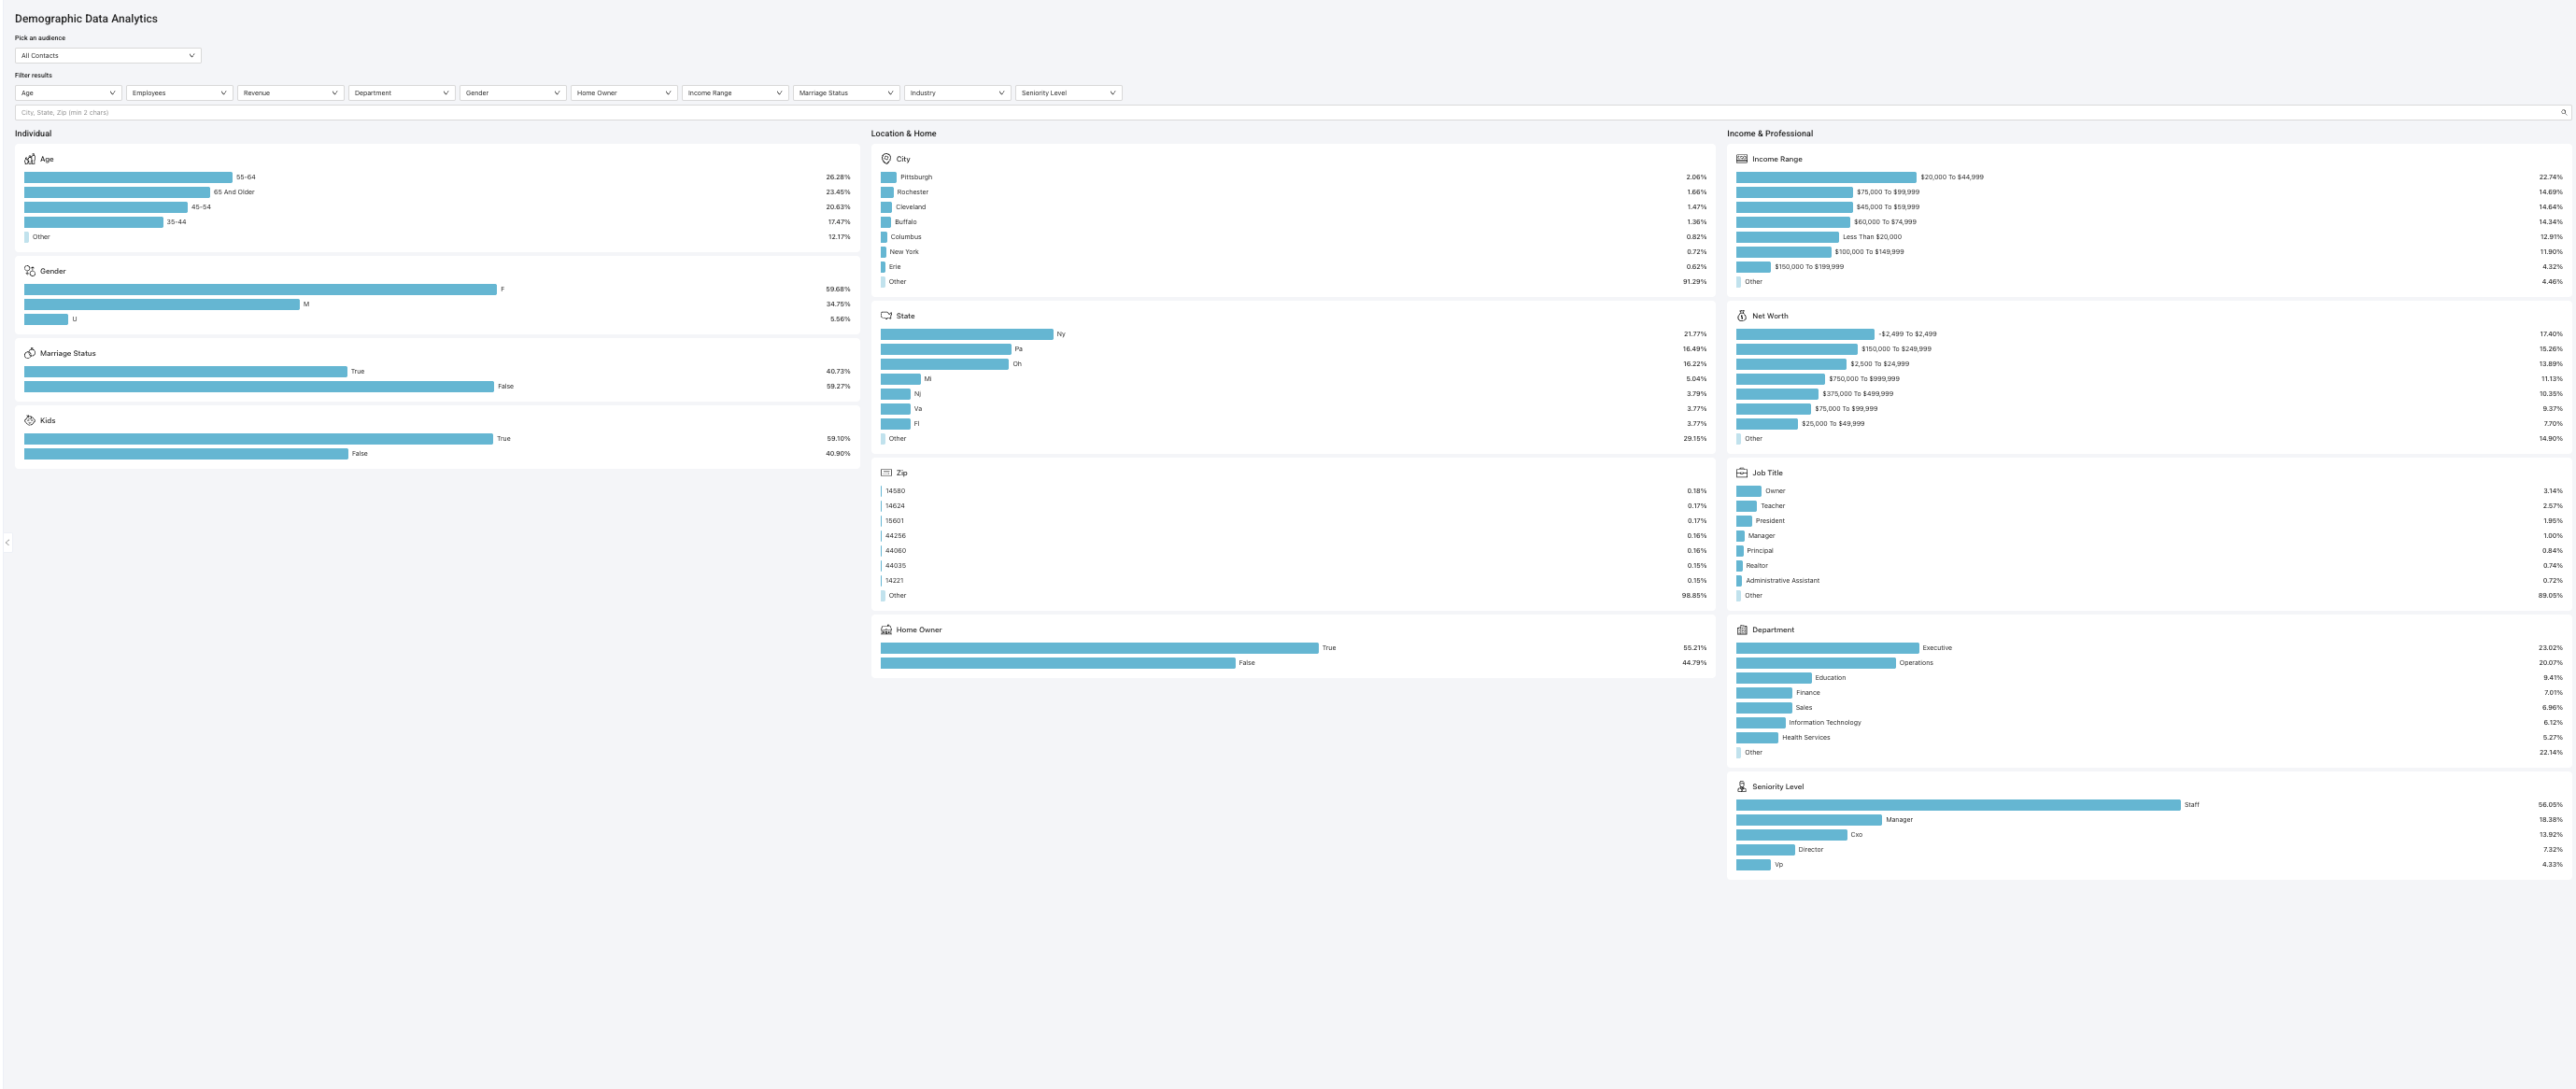 Demographic Data Analytics
Pick an audience
All Contacts
Filter results
Age Employees Revenue Department Gender Home Owner Income Range Marriage Status Industry Seniority Level
City, State, Zip (min 2 chars)
Individual
Age
55-64 26.28%
65 And Older 23.45%
45-54 20.63%
35-44 17.47%
Other 12.17%
Gender
F 59.68%
M 34.75%
U 5.56%
Marriage Status
True 40.73%
False 59.27%
Kids
True 59.10%
False 40.90%
Location & Home
City
Pittsburgh 2.06%
Rochester 1.66%
Cleveland 1.47%
Buffalo 1.36%
Columbus 0.82%
New York 0.72%
Erie 0.62%
Other 91.29%
State
Ny 21.77%
Pa 16.49%
Oh 16.22%
Mi 5.04%
Nj 3.79%
Va 3.77%
Fl 3.77%
Other 29.15%
Zip
14580 0.18%
14624 0.17%
15601 0.17%
44256 0.16%
44060 0.16%
44035 0.15%
14221 0.15%
Other 98.85%
Home Owner
True 55.21%
False 44.79%
Income & Professional
Income Range
$20,000 To $44,999 22.74%
$75,000 To $99,999 14.69%
$45,000 To $59,999 14.64%
$60,000 To $74,999 14.34%
Less Than $20,000 12.91%
$100,000 To $149,999 11.90%
$150,000 To $199,999 4.32%
Other 4.46%
Net Worth
-$2,499 To $2,499 17.40%
$150,000 To $249,999 15.26%
$2,500 To $24,999 13.89%
$750,000 To $999,999 11.13%
$375,000 To $499,999 10.35%
$75,000 To $99,999 9.37%
$25,000 To $49,999 7.70%
Other 14.90%
Job Title
Owner 3.14%
Teacher 2.57%
President 1.95%
Manager 1.00%
Principal 0.84%
Realtor 0.74%
Administrative Assistant 0.72%
Other 89.05%
Department
Executive 23.02%
Operations 20.07%
Education 9.41%
Finance 7.01%
Sales 6.96%
Information Technology 6.12%
Health Services 5.27%
Other 22.14%
Seniority Level
Staff 56.05%
Manager 18.38%
Cxo 13.92%
Director 7.32%
Vp 4.33%